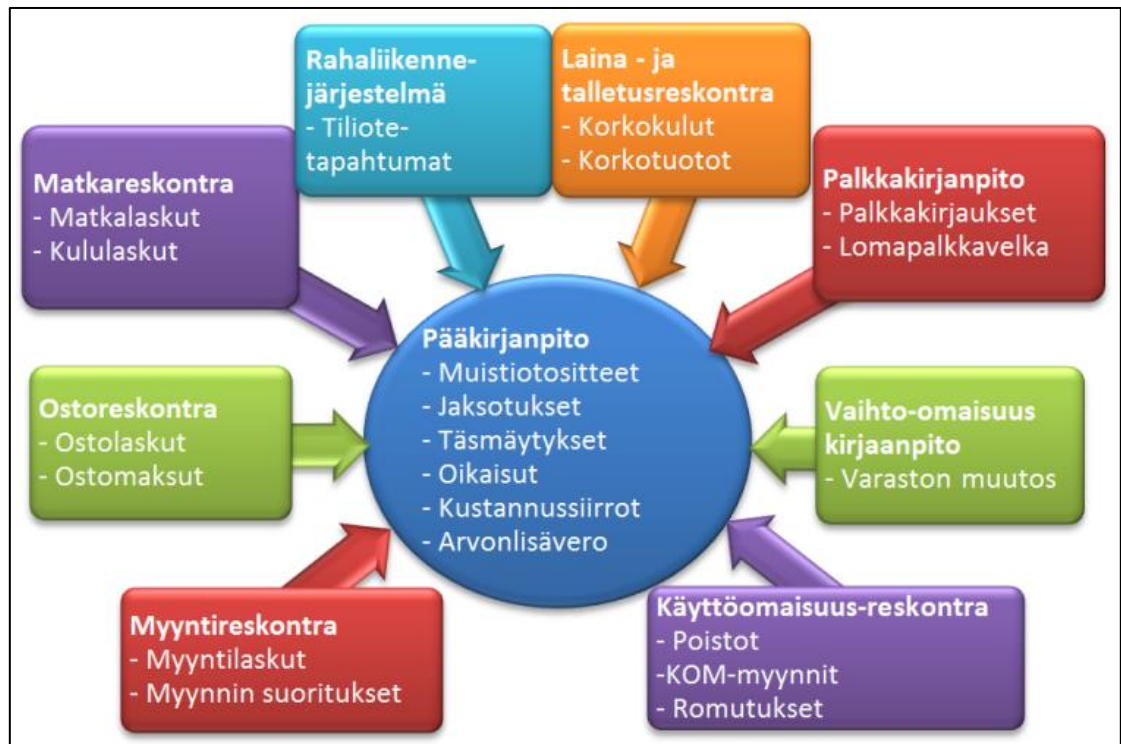 Rahaliikenne-
järjestelmä
- Tiliote-
tapahtumat
Laina - ja
talletusreskontra
- Korkokulut
- Korkotuotot
Matkareskontra
- Matkalaskut
- Kululaskut
Palkkakirjanpito
- Palkkakirjaukset
- Lomapalkkavelka
Pääkirjanpito
- Muistiotositteet
- Jaksotukset
- Täsmäytykset
- Oikaisut
- Kustannussiirrot
- Arvonlisävero
Ostoreskontra
- Ostolaskut
- Ostomaksut
Vaihto-omaisuus
kirjaanpito
- Varaston muutos
Myyntireskontra
- Myyntilaskut
- Myynnin suoritukset
Käyttöomaisuus-reskontra
- Poistot
-KOM-myynnit
- Romutukset